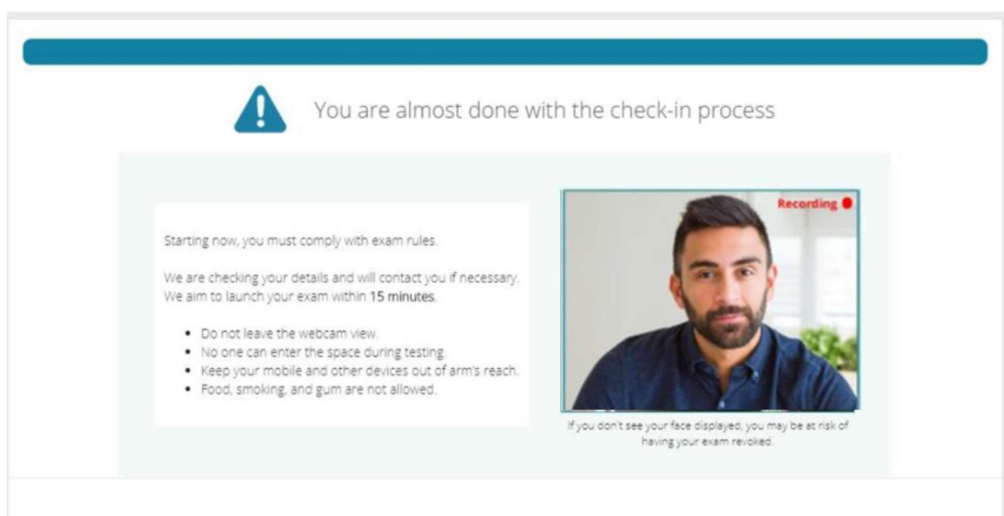 You are almost done with the check-in process
Starting now, you must comply with exam rules.
We are checking your details and will contact you if necessary.
We aim to launch your exam within 15 minutes.
• Do not leave the webcam view.
• No one can enter the space during testing.
• Keep your mobile and other devices out of arm's reach.
• Food, smoking, and gum are not allowed.
Recording
If you don't see your face displayed, you may be at risk of
having your exam revoked.